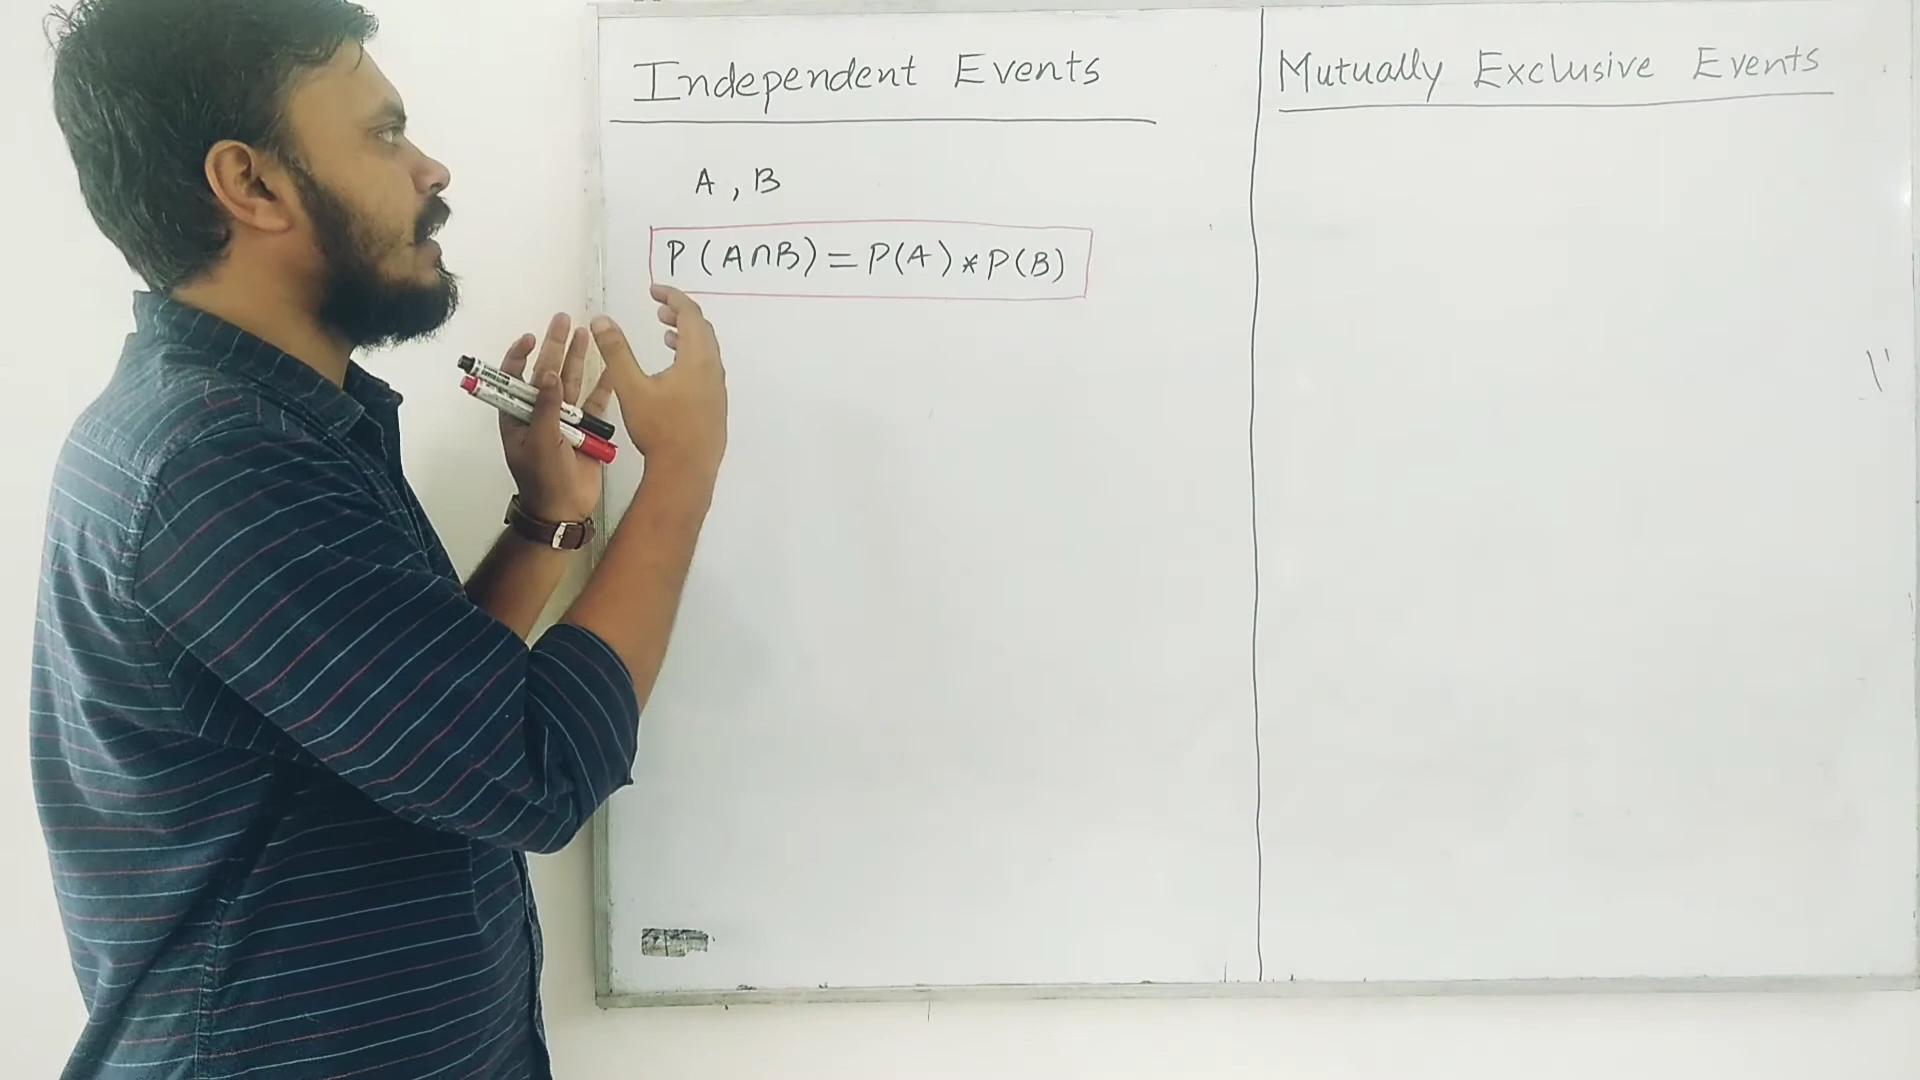 Independent Events
A , B
P (A∩B) = P(A) * P(B)
Mutually Exclusive Events